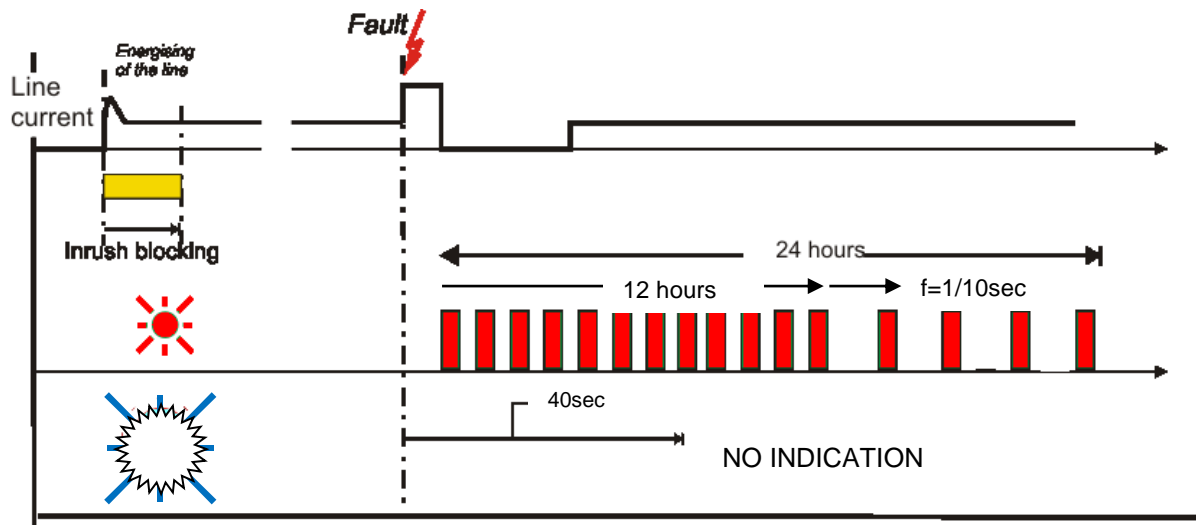 Fault
Energising
of the line
Line
current
Inrush blocking
24 hours
12 hours
f=1/10sec
40sec
NO INDICATION